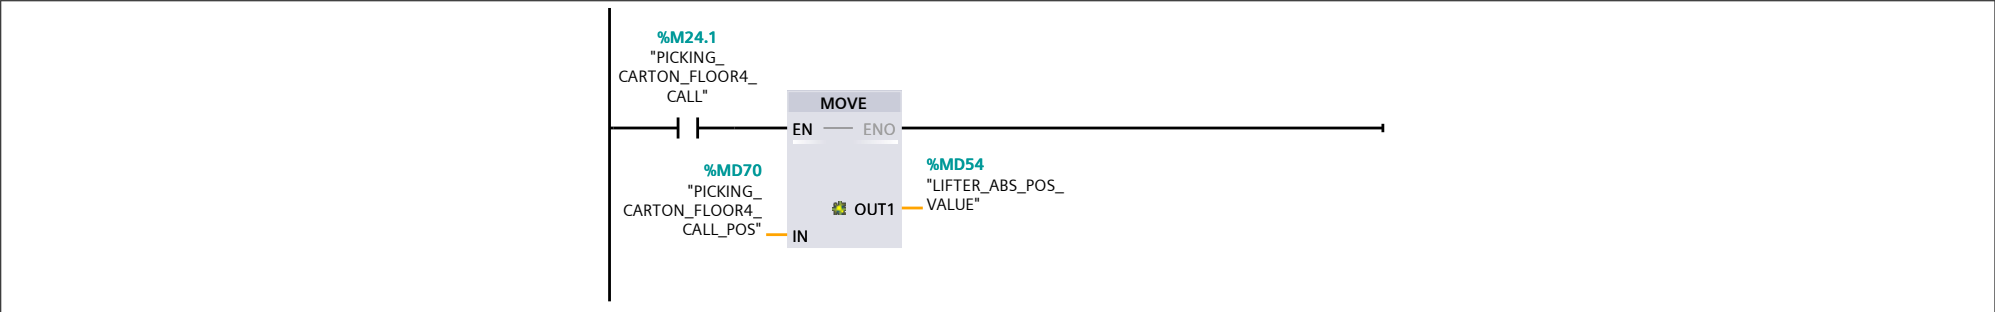 %M24.1
"PICKING_
CARTON_FLOOR4_
CALL"
MOVE
EN
ENO
%MD70
"PICKING_
CARTON_FLOOR4_
CALL_POS"
IN
OUT1
%MD54
"LIFTER_ABS_POS_
VALUE"